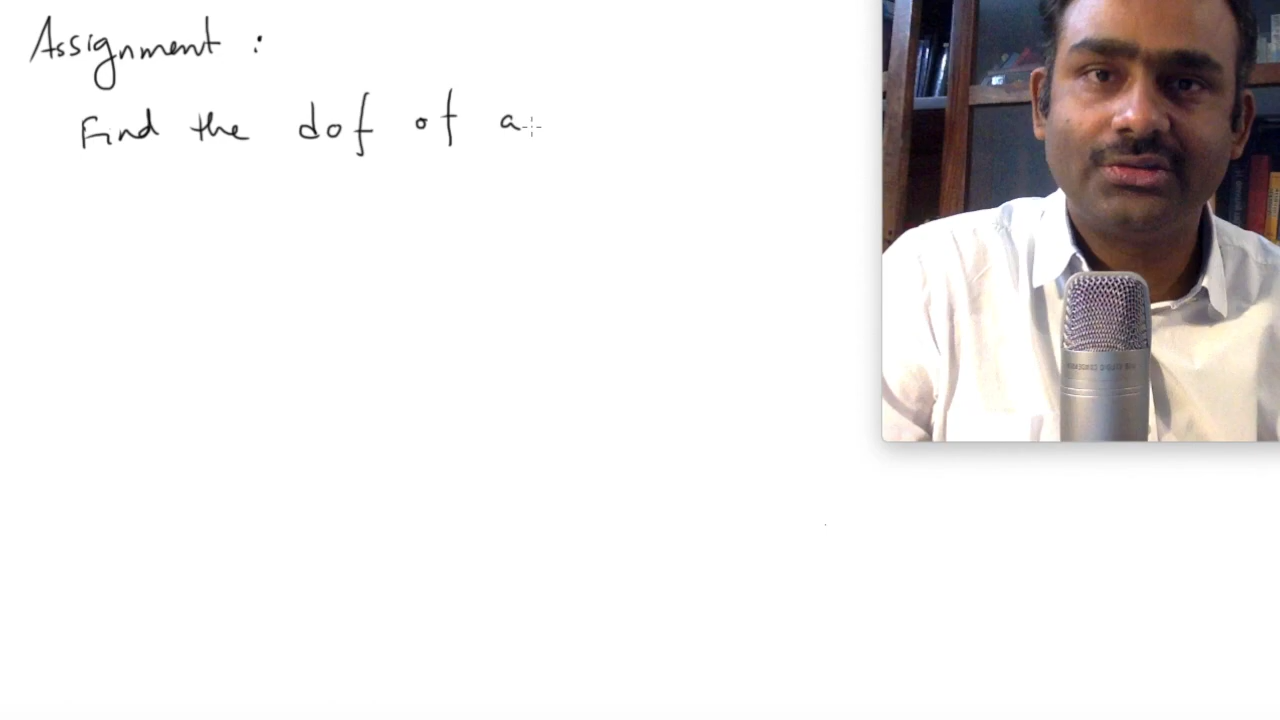 Assignment :
Find the dof of a